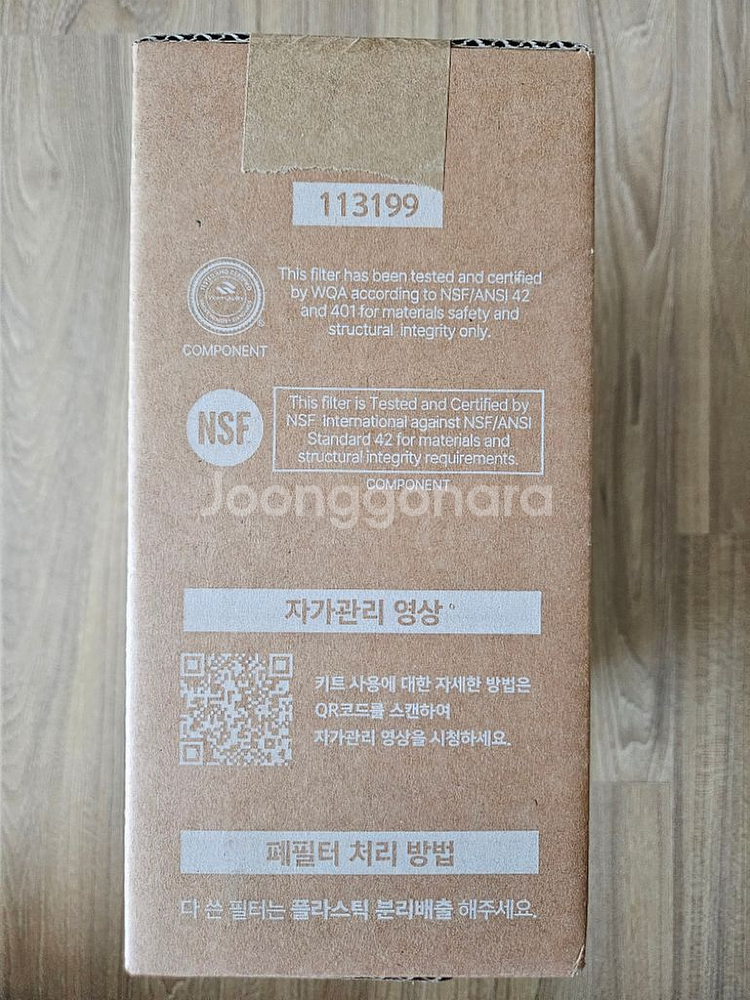 113199
This filter has been tested and certified
by WQA according to NSF/ANSI 42
and 401 for materials safety and
structural integrity only.
COMPONENT
NSF
This filter is Tested and Certified by
NSF International against NSF/ANSI
Standard 42 for materials and
structural integrity requirements.
COMPONENT
Joonggonara
자가관리 영상
키트 사용에 대한 자세한 방법은
QR코드를 스캔하여
자가관리 영상을 시청하세요.
폐필터 처리 방법
다 쓴 필터는 플라스틱 분리배출 해주세요.